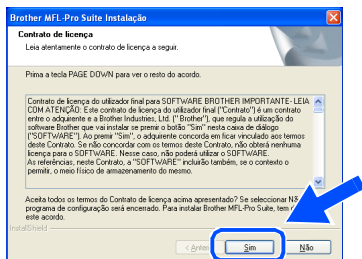 Brother MFL-Pro Suite Instalação
Contrato de licença
Leia atentamente o contrato de licença a seguir.
Prima a tecla PAGE DOWN para ver o resto do acordo.
Contrato de licença do utilizador final para SOFTWARE BROTHER IMPORTANTE- LEIA
COM ATENÇÃO: Este contrato de licença do utilizador final ("Contrato") é um contrato
entre o adquirente e a Brother Industries, Ltd. (" Brother"), que regula a utilização do
software Brother que vai instalar se premir o botão "Sim" nesta caixa de diálogo
("SOFTWARE"). Ao premir "Sim", o adquirente concorda em ficar vinculado aos termos
deste Contrato. Se não concordar com os termos deste Contrato, não obterá nenhuma
licença para o SOFTWARE. Nesse caso, não poderá utilizar o SOFTWARE.
As referências, neste Contrato, a "SOFTWARE" incluirão também, se o contexto o
permitir, o meio físico de armazenamento do mesmo.
Aceita todos os termos do Contrato de licença acima apresentado? Se seleccionar Nã
programa de configuração será encerrado. Para instalar Brother MFL-Pro Suite, tem
este acordo.
InstallShield
< Anteri
Sim
Não